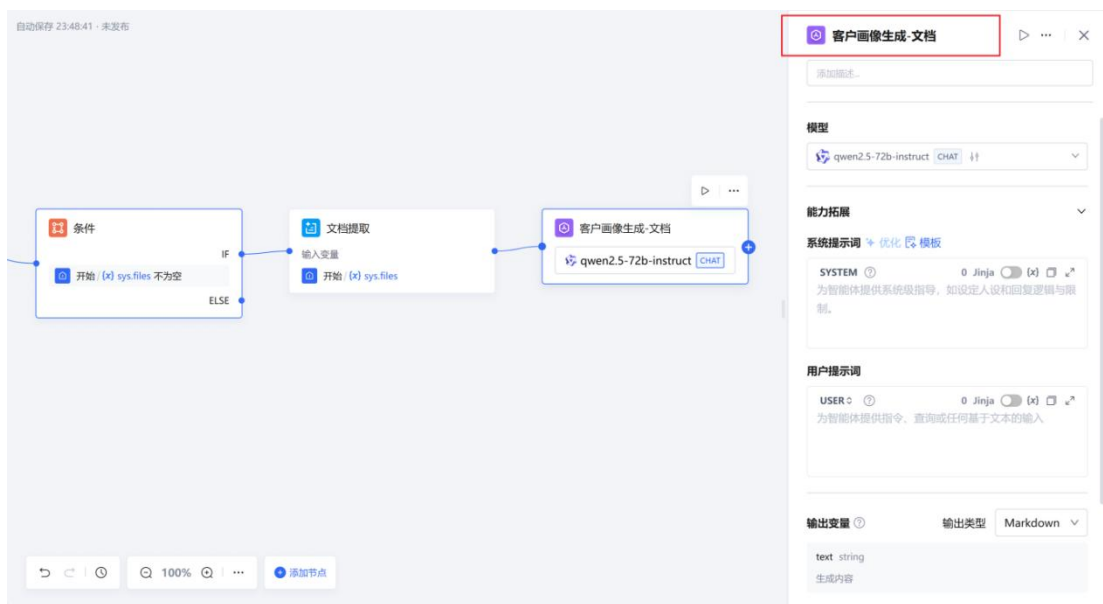 自动保存 23:48:41 · 未发布
条件
IF
开始 / {x} sys.files 不为空
ELSE
文档提取
输入变量
开始 / {x} sys.files
客户画像生成-文档
qwen2.5-72b-instruct CHAT
100%
添加节点
客户画像生成-文档
添加描述...
模型
qwen2.5-72b-instruct CHAT
能力拓展
系统提示词 优化 模板
SYSTEM 0 Jinja {x}
为智能体提供系统级指导，如设定人设和回复逻辑与限
制。
用户提示词
USER 0 Jinja {x}
为智能体提供指令、查询或任何基于文本的输入
输出变量 输出类型 Markdown
text string
生成内容